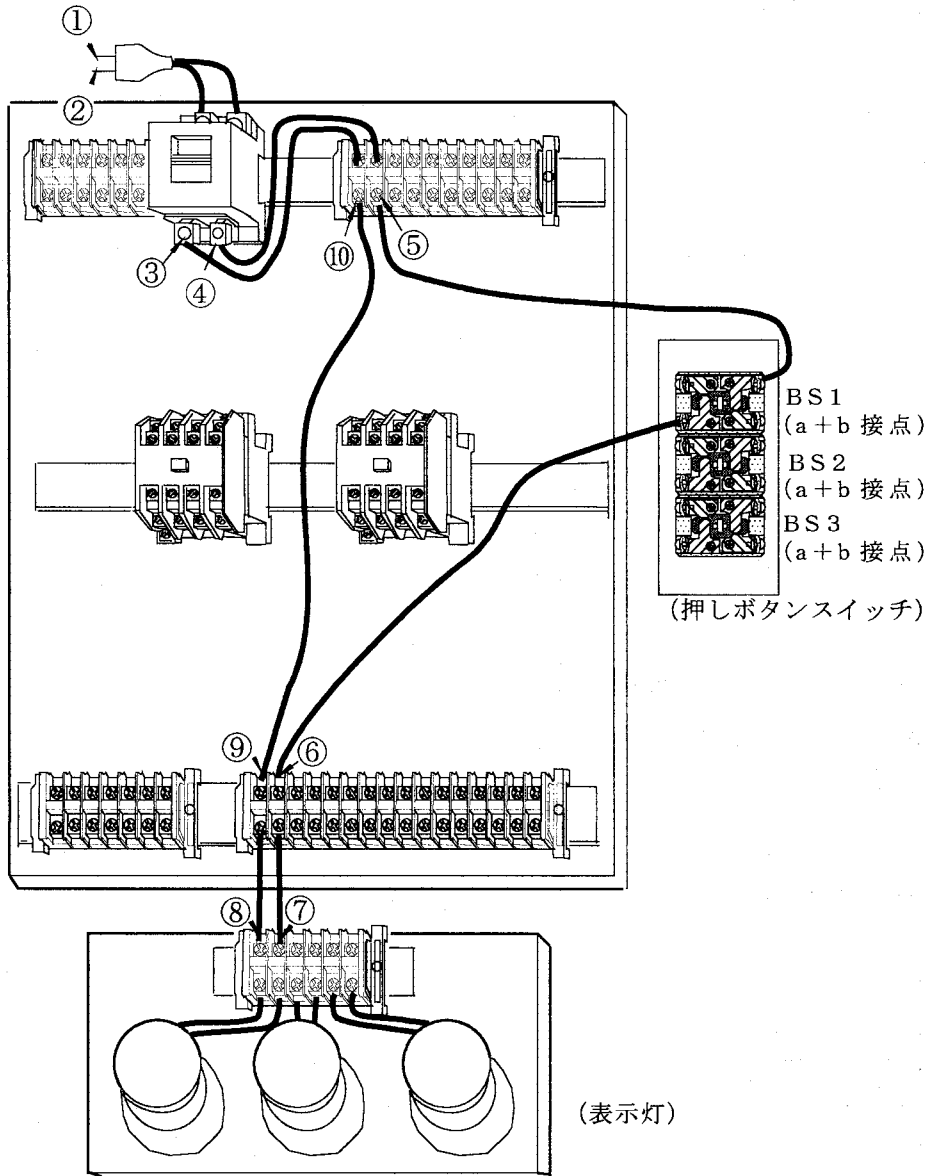 ①
②
③
④
⑩
⑤
BS1
(a+b 接点)
BS2
(a+b 接点)
BS3
(a+b 接点)
(押しボタンスイッチ)
⑨
⑥
⑧
⑦
(表示灯)